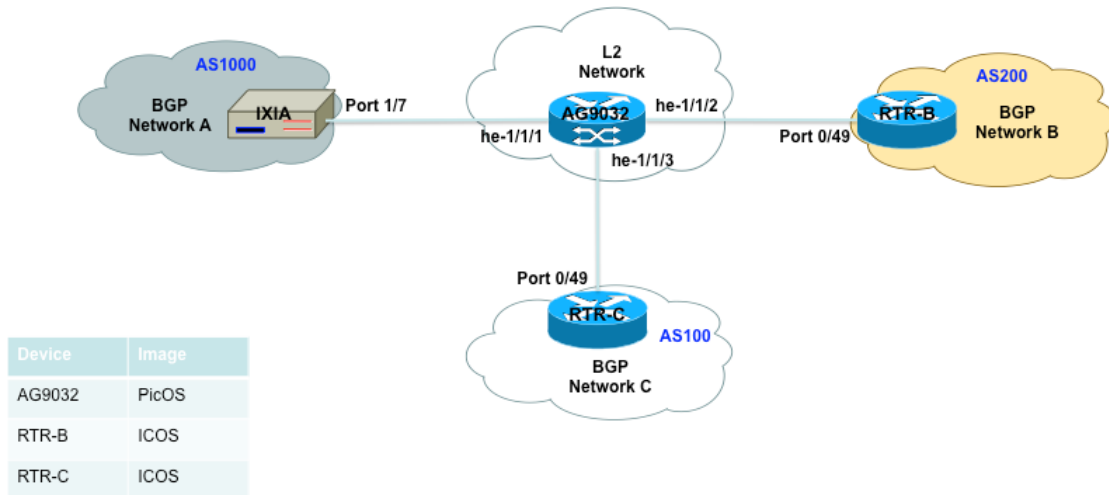 L2
Network
AS1000
BGP
Network A
IXIA
Port 1/7
he-1/1/1
AG9032
he-1/1/2
he-1/1/3
Port 0/49
RTR-B
AS200
BGP
Network B
Port 0/49
RTR-C
AS100
BGP
Network C
Device Image
AG9032 PicOS
RTR-B ICOS
RTR-C ICOS